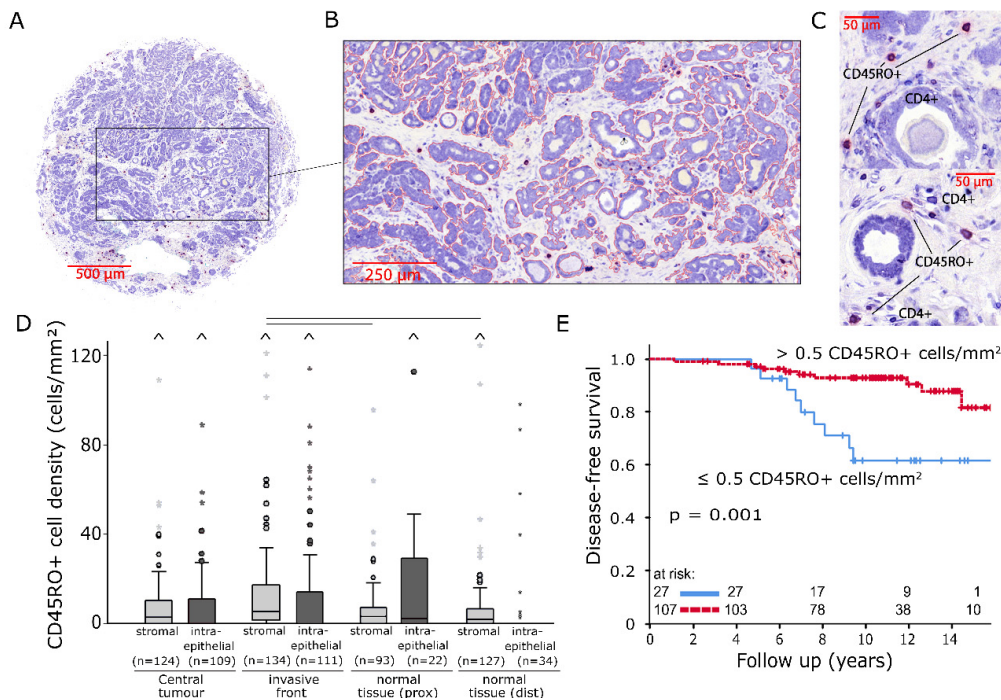 A
500 µm
B
250 µm
C
50 µm
CD45RO+
CD4+
50 µm
CD4+
CD45RO+
CD4+
D
CD45RO+ cell density (cells/mm²)
120
80
40
0
stromal intra-epithelial stromal intra-epithelial stromal intra-epithelial stromal intra-epithelial
(n=124) (n=109) (n=134) (n=111) (n=93) (n=22) (n=127) (n=34)
Central tumour
invasive front
normal tissue (prox)
normal tissue (dist)
E
Disease-free survival
1.0
0.8
0.6
0.4
0.2
0
> 0.5 CD45RO+ cells/mm²
≤ 0.5 CD45RO+ cells/mm²
p = 0.001
at risk:
27 27 17 9 1
107 103 78 38 10
0 2 4 6 8 10 12 14
Follow up (years)